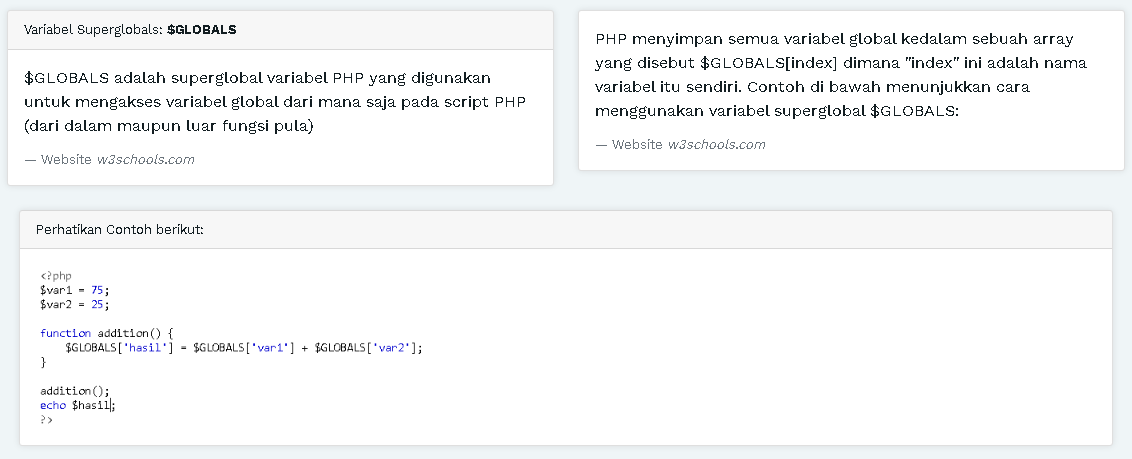 Variabel Superglobals: $GLOBALS
$GLOBALS adalah superglobal variabel PHP yang digunakan
untuk mengakses variabel global dari mana saja pada script PHP
(dari dalam maupun luar fungsi pula)
— Website w3schools.com
PHP menyimpan semua variabel global kedalam sebuah array
yang disebut $GLOBALS[index] dimana "index" ini adalah nama
variabel itu sendiri. Contoh di bawah menunjukkan cara
menggunakan variabel superglobal $GLOBALS:
— Website w3schools.com
Perhatikan Contoh berikut:
<?php
$var1 = 75;
$var2 = 25;
function addition() {
$GLOBALS['hasil'] = $GLOBALS['var1'] + $GLOBALS['var2'];
}
addition();
echo $hasil;
?>